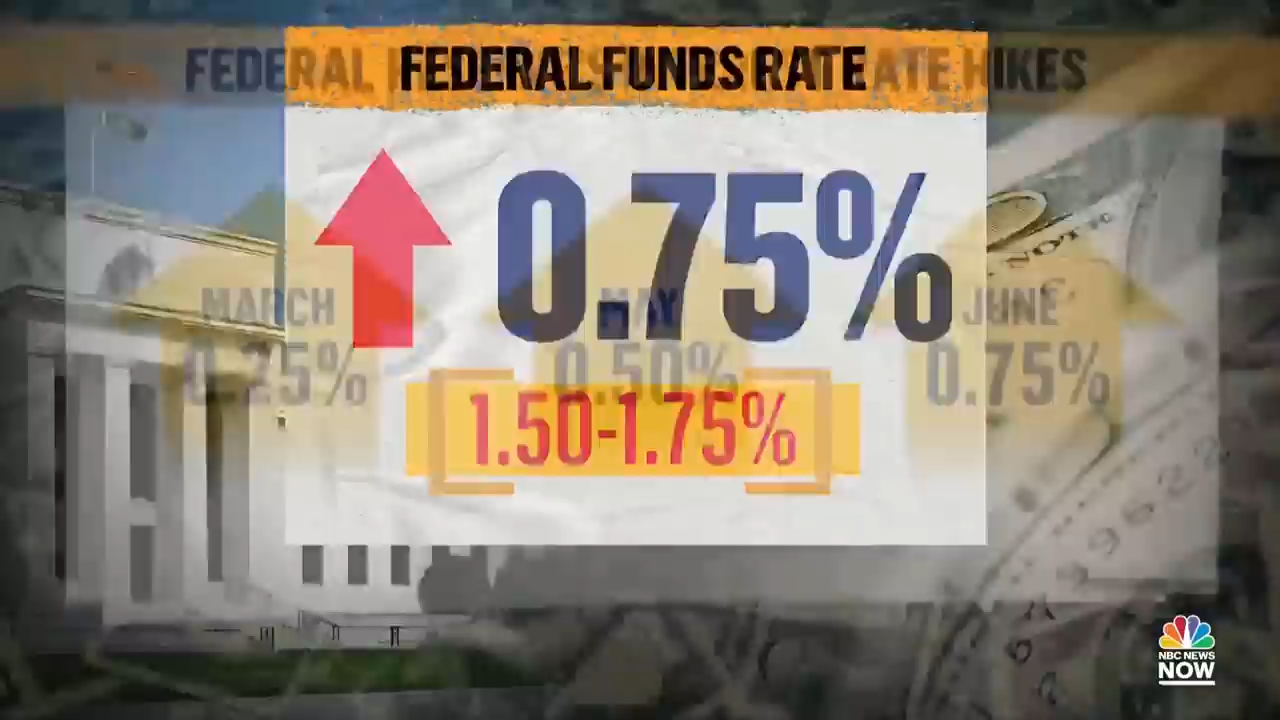 FEDERAL FUNDS RATE
FEDERAL RATE HIKES
0.75%
MARCH
0.25%
MAY
0.50%
JUNE
0.75%
1.50-1.75%
NBC NEWS
NOW